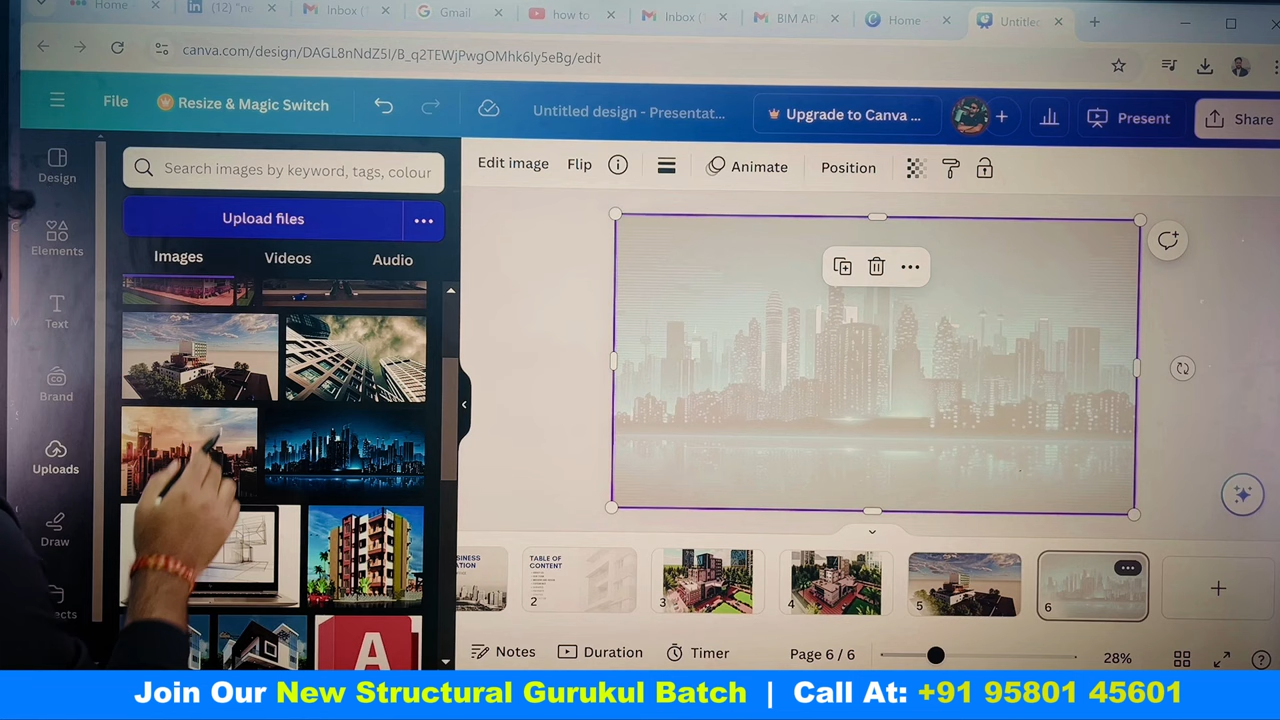 Home
(12) "ne
Inbox (
Gmail
how to
Inbox (
BIM AP
Home
Untitled
canva.com/design/DAGL8nNdZ5I/B_q2TEWjPwgOMhk6Iy5eBg/edit
File
Resize & Magic Switch
Untitled design - Presentat...
Upgrade to Canva ...
Present
Share
Search images by keyword, tags, colour
Edit image
Flip
Animate
Position
Design
Upload files
Elements
Images
Videos
Audio
Text
Brand
Uploads
Draw
A
ENTATION
TABLE OF
CONTENT
2
3
4
5
6
Notes
Duration
Timer
Page 6 / 6
28%
Join Our New Structural Gurukul Batch | Call At: +91 95801 45601